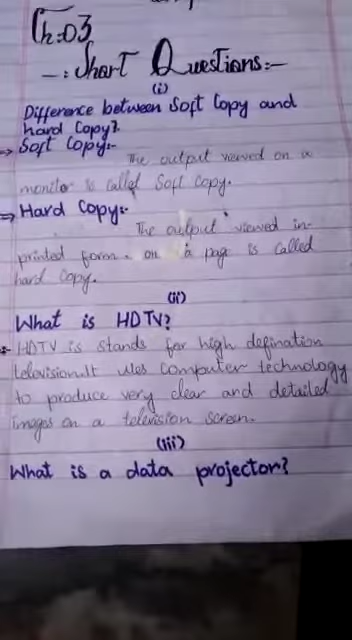 Ch:03
-: Short Questions:-
(i)
Difference between Soft Copy and
hard Copy?
⇒ Soft Copy:-
The output viewed on a
monitor is called Soft Copy.
⇒ Hard Copy:-
The output viewed in
printed form on a page is called
hard Copy.
(ii)
What is HDTV?
HDTV is stands for high defination
television.It uses computer technology
to produce very clear and detailed
images on a television screen.
(iii)
What is a data projector?